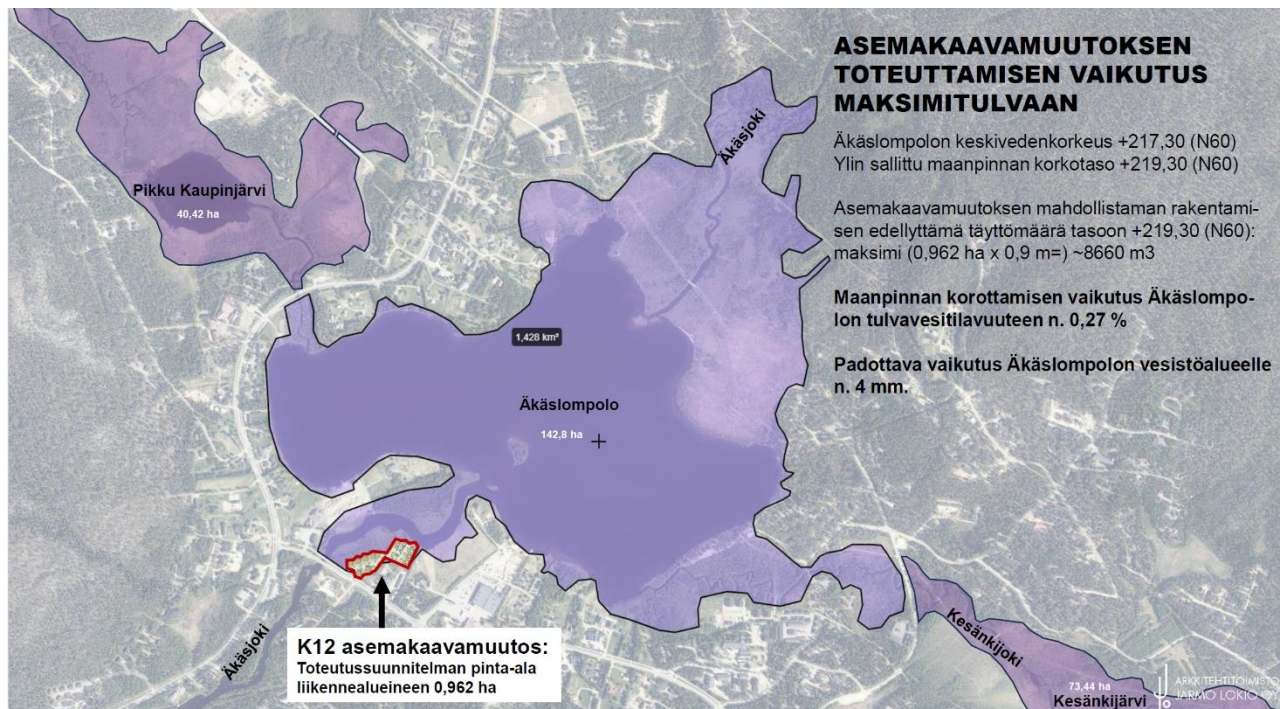 ASEMAKAAVAMUUTOKSEN
TOTEUTTAMISEN VAIKUTUS
MAKSIMITULVAAN
Äkäslompolon keskivedenkorkeus +217,30 (N60)
Ylin sallittu maanpinnan korkotaso +219,30 (N60)
Asemakaavamuutoksen mahdollistaman rakentami-
sen edellyttämä täyttömäärä tasoon +219,30 (N60):
maksimi (0,962 ha x 0,9 m=) ~8660 m3
Maanpinnan korottamisen vaikutus Äkäslompo-
lon tulvavesitilavuuteen n. 0,27 %
Padottava vaikutus Äkäslompolon vesistöalueelle
n. 4 mm.
Äkäsjoki
Pikku Kaupinjärvi
40,42 ha
1,428 km²
Äkäslompolo
142,8 ha
K12 asemakaavamuutos:
Toteutussuunnitelman pinta-ala
liikennealueineen 0,962 ha
Äkäsjoki
Kesänkijoki
73,44 ha
Kesänkijärvi
ARKKITEHTITOIMISTO
JARMO LOKIO OY